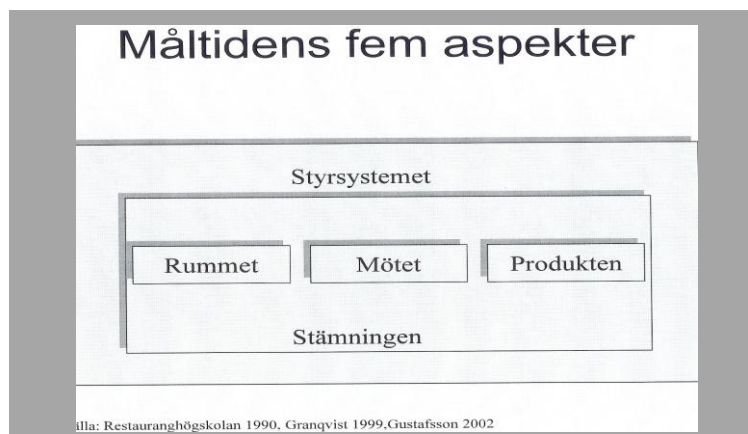 Måltidens fem aspekter
Styrsystemet
Rummet Mötet Produkten
Stämningen
illa: Restauranghögskolan 1990, Granqvist 1999,Gustafsson 2002